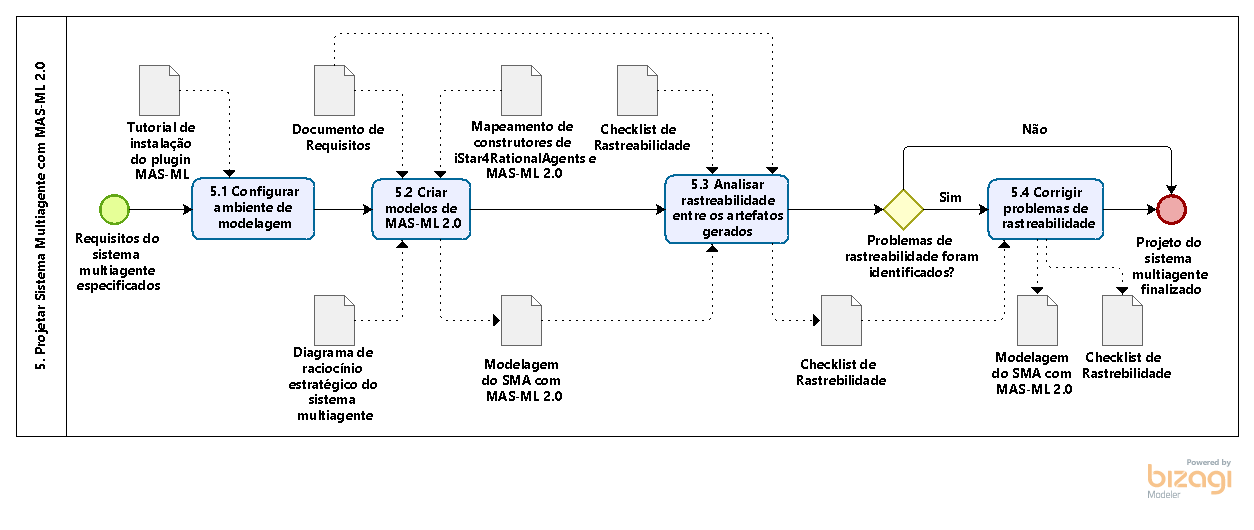 5. Projetar Sistema Multiagente com MAS-ML 2.0
Tutorial de
instalação
do plugin
MAS-ML
Documento de
Requisitos
Mapeamento de
construtores de
iStar4RationalAgents e
MAS-ML 2.0
Checklist de
Rastreabilidade
Requisitos do
sistema
multiagente
especificados
5.1 Configurar
ambiente de
modelagem
5.2 Criar
modelos de
MAS-ML 2.0
5.3 Analisar
rastreabilidade
entre os artefatos
gerados
Problemas de
rastreabilidade foram
identificados?
Não
Sim
5.4 Corrigir
problemas de
rastreabilidade
Projeto do
sistema
multiagente
finalizado
Diagrama de
raciocínio
estratégico do
sistema
multiagente
Modelagem
do SMA com
MAS-ML 2.0
Checklist de
Rastrebilidade
Modelagem
do SMA com
MAS-ML 2.0
Checklist de
Rastrebilidade
Powered by
bizagi
Modeler